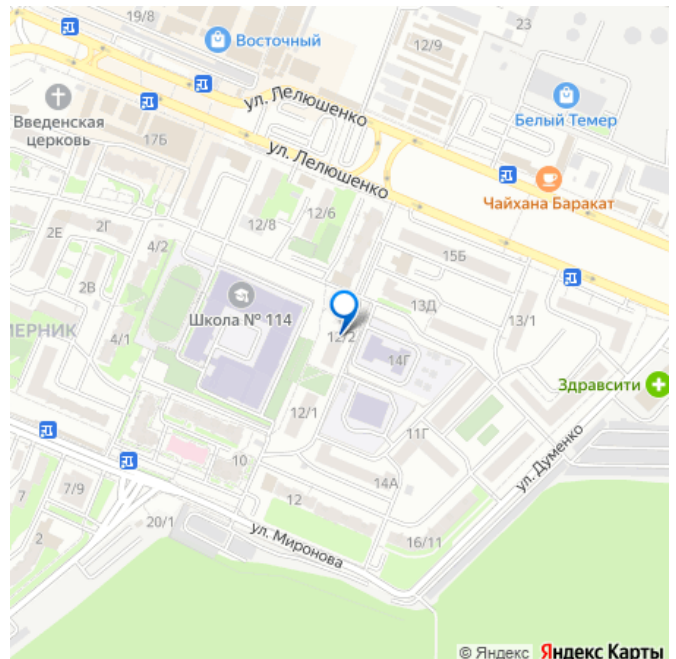 19/8
23
Восточный
12/9
ул. Лелюшенко
Введенская
церковь
17Б
Белый Темер
ул. Лелюшенко
Чайхана Баракат
12/6
2Г
2Е
12/8
4/2
15Б
2В
13Д
Школа № 114
13/1
МЕРНИК
4/1
12/2
14Г
Здравсити
12/1
11Г
ул. Думенко
10
14А
7/9
7
12
20/1
ул. Миронова
16/11
2
© Яндекс Яндекс Карты